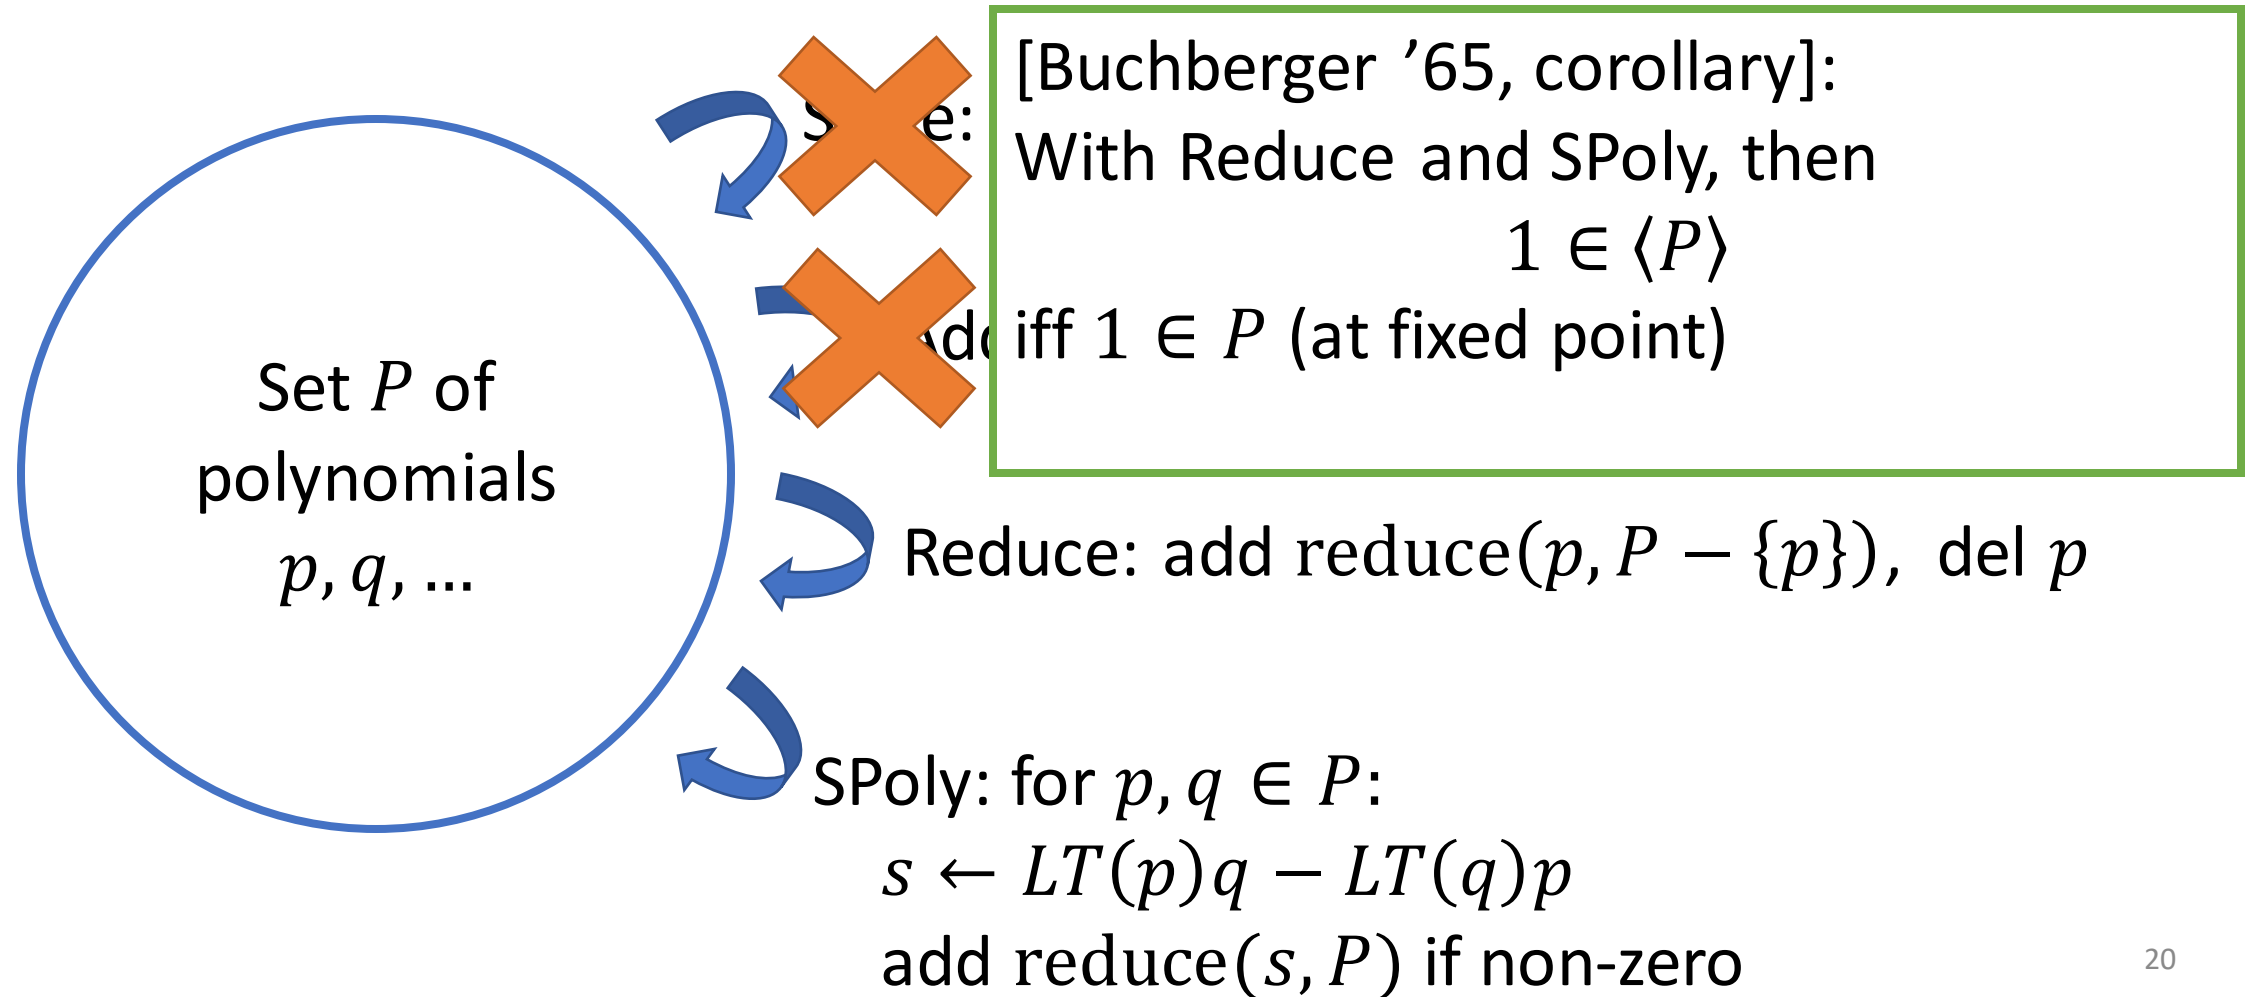 [Buchberger ’65, corollary]:
With Reduce and SPoly, then
1 ∈ ⟨P⟩
iff 1 ∈ P (at fixed point)
Set P of
polynomials
p, q, ...
Reduce: add reduce(p, P − {p}), del p
SPoly: for p, q ∈ P:
s ← LT(p)q − LT(q)p
add reduce(s, P) if non-zero
20